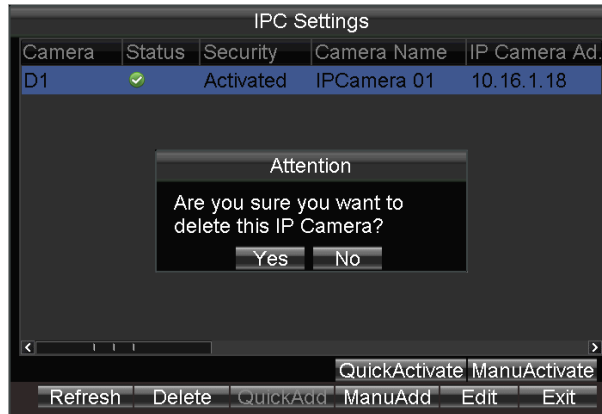 IPC Settings
Camera Status Security Camera Name IP Camera Ad.
D1 Activated IPCamera 01 10.16.1.18
Attention
Are you sure you want to
delete this IP Camera?
Yes No
QuickActivate ManuActivate
Refresh Delete QuickAdd ManuAdd Edit Exit